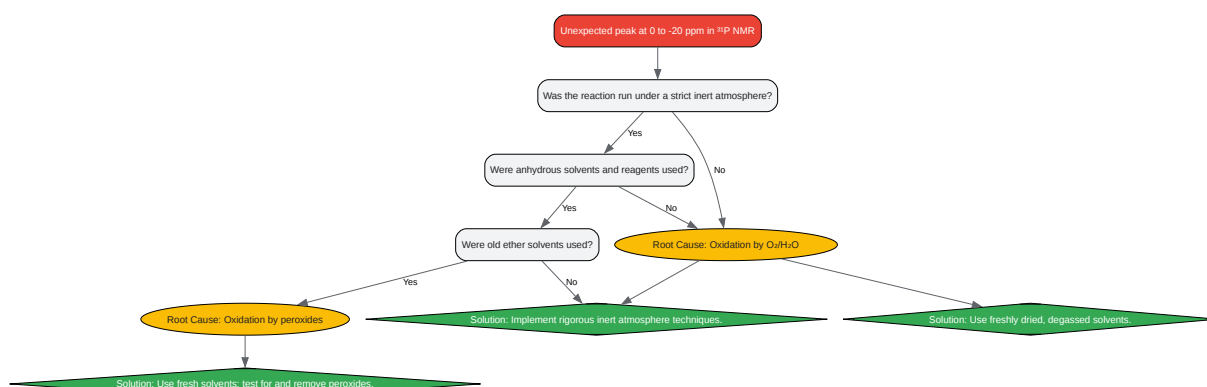 Unexpected peak at 0 to -20 ppm in ³¹P NMR
Was the reaction run under a strict inert atmosphere?
Yes
Were anhydrous solvents and reagents used?
No
Yes
No
Were old ether solvents used?
Root Cause: Oxidation by O₂/H₂O
Yes
No
Root Cause: Oxidation by peroxides
Solution: Implement rigorous inert atmosphere techniques.
Solution: Use freshly dried, degassed solvents.
Solution: Use fresh solvents; test for and remove peroxides.